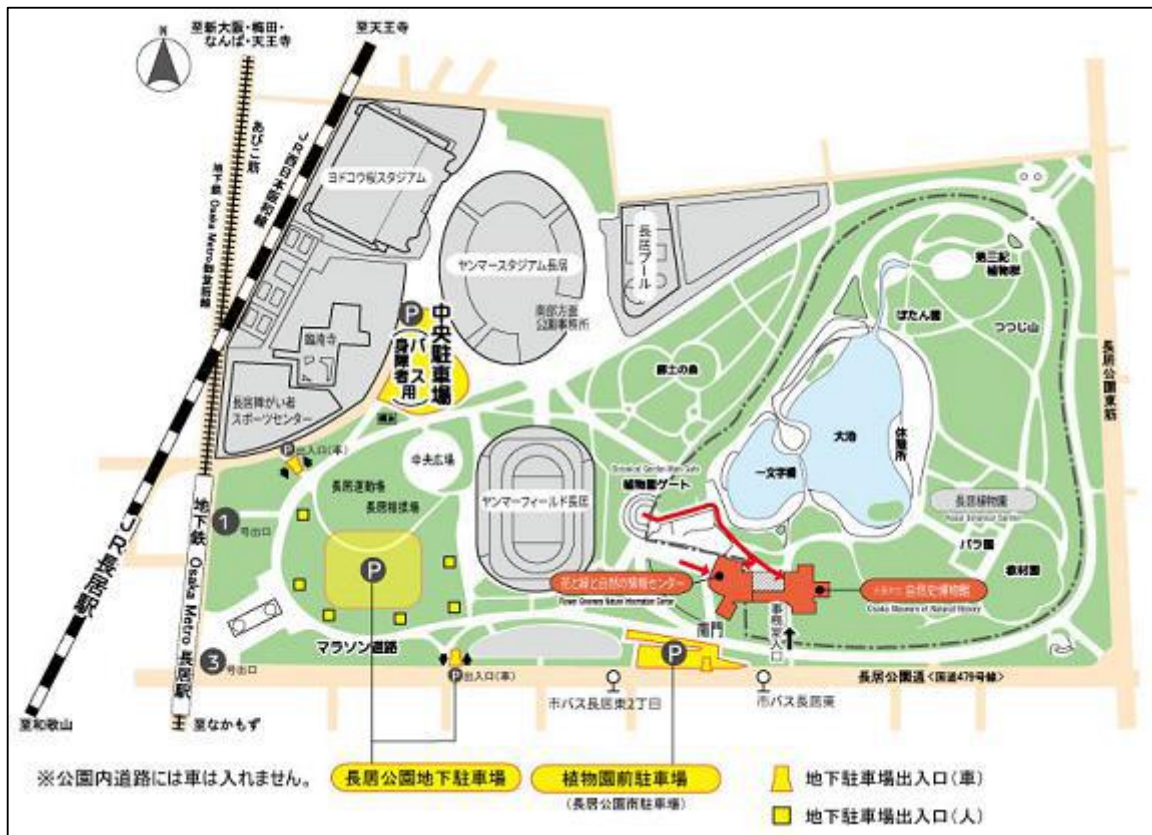 N
至新大阪・梅田・
なんば・天王寺
至天王寺
あびこ筋
地下鉄 Osaka Metro御堂筋線
JR西日本阪和線
ヨドコウ桜スタジアム
ヤンマースタジアム長居
南部方面
公園事務所
長居プール
第三紀
植物群
ぼたん園
つつじ山
長居公園東筋
臨南寺
P
中央駐車場
バス
身障者用
郷土の森
長居障がい者
スポーツセンター
P出入口(車)
中央広場
大池
休憩所
一文字橋
Botanical Garden Main Gate
植物園ゲート
長居運動場
長居相撲場
ヤンマーフィールド長居
長居植物園
バラ園
1号出口
地下鉄 Osaka Metro 長居駅
JR長居駅
P
花と緑と自然の情報センター
Flower Greenery Nature Information Center
自然史博物館
Osaka Museum of Natural History
南門
事務室入口
マラソン道路
3号出口
P出入口(車)
P
長居公園通<国道479号線>
市バス長居東2丁目
市バス長居東
至和歌山
至なかもず
※公園内道路には車は入れません。
長居公園地下駐車場
植物園前駐車場
(長居公園南駐車場)
地下駐車場出入口(車)
地下駐車場出入口(人)